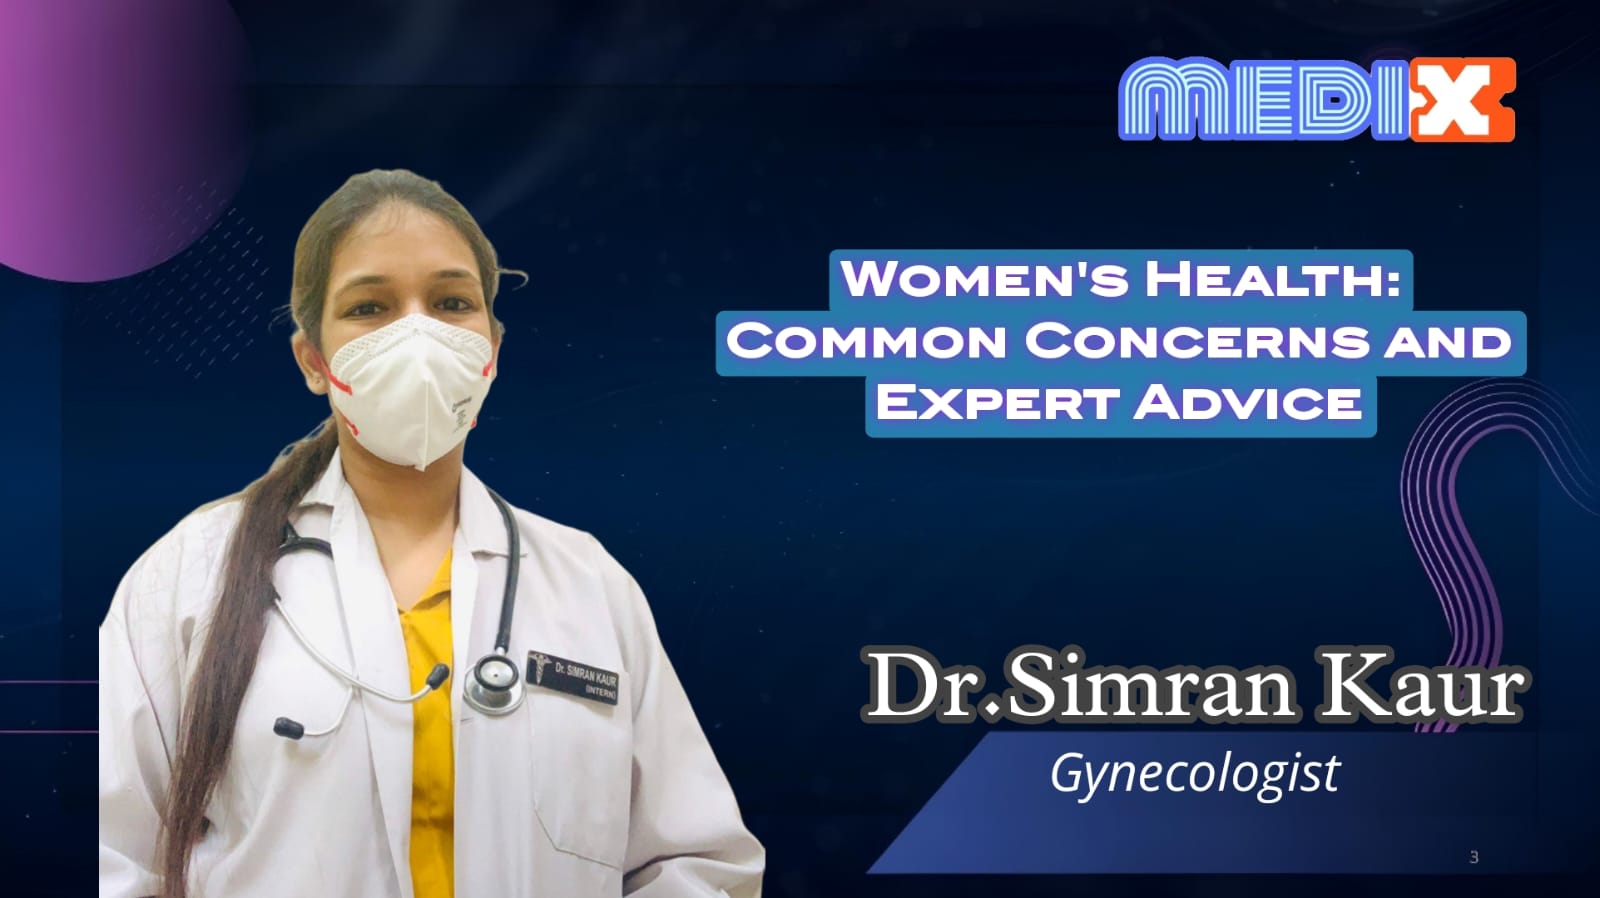 MEDIX
Women's Health:
Common Concerns and
Expert Advice
Dr. SIMRAN KAUR
(INTERN)
Dr.Simran Kaur
Gynecologist
3